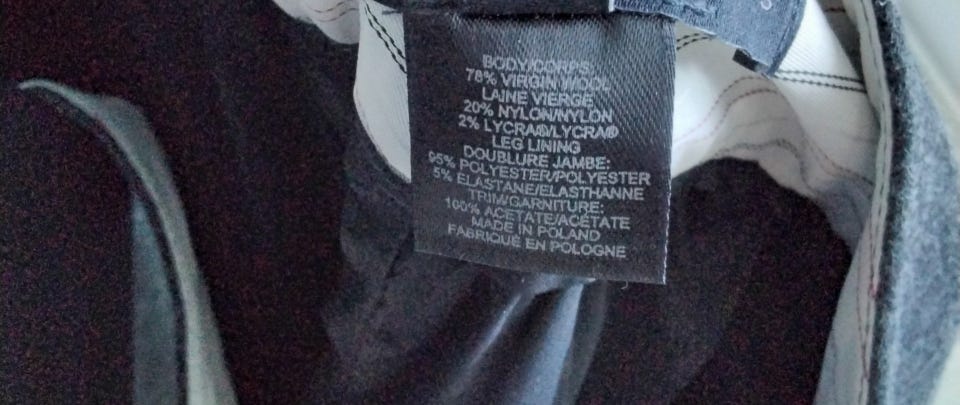 BODY/CORPS:
78% VIRGIN WOOL
LAINE VIERGE
20% NYLON/NYLON
2% LYCRA®/LYCRA®
LEG LINING
DOUBLURE JAMBE:
95% POLYESTER/POLYESTER
5% ELASTANE/ELASTHANNE
TRIM/GARNITURE:
100% ACETATE/ACÉTATE
MADE IN POLAND
FABRIQUÉ EN POLOGNE